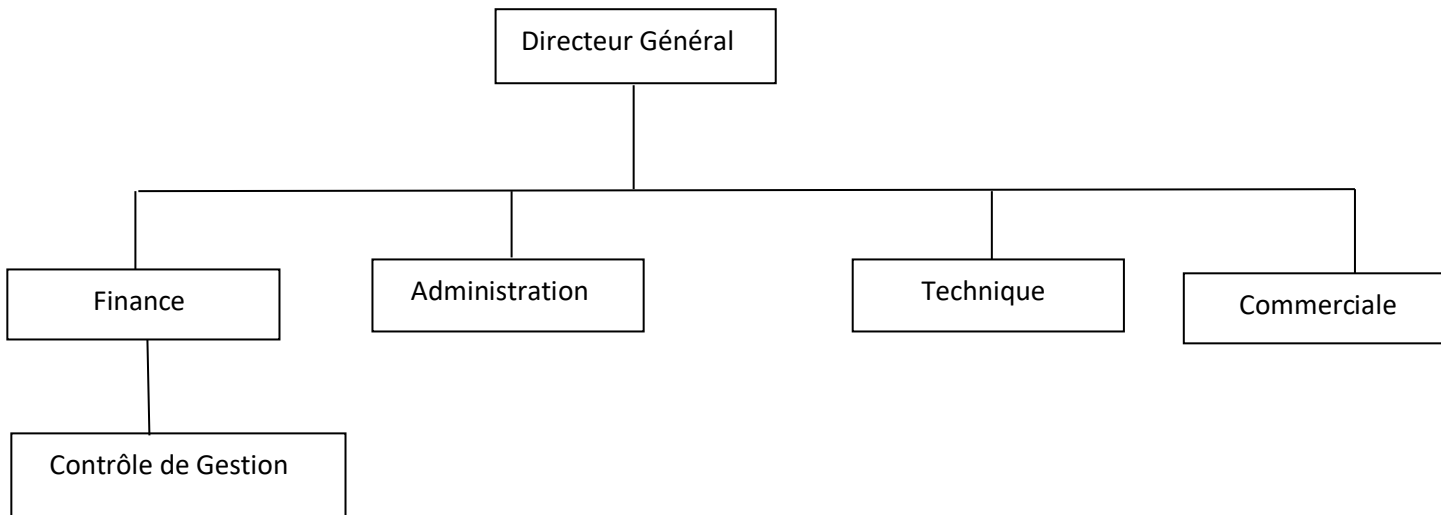 Directeur Général
Finance
Administration
Technique
Commerciale
Contrôle de Gestion